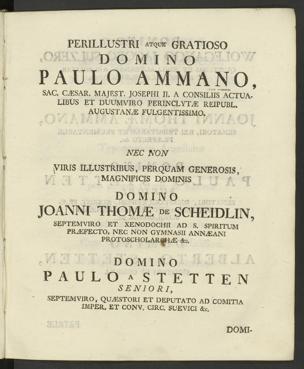 PERILLUSTRI ATQUE GRATIOSO
DOMINO
PAULO AMMANO,
SAC. CÆSAR. MAJEST. JOSEPHI II. A CONSILIIS ACTUA-
LIBUS ET DUUMVIRO PERINCLYTÆ REIPUBL.
AUGUSTANÆ FULGENTISSIMO.
NEC NON
VIRIS ILLUSTRIBUS, PERQUAM GENEROSIS,
MAGNIFICIS DOMINIS
DOMINO
JOANNI THOMÆ DE SCHEIDLIN,
SEPTEMVIRO ET XENODOCHII AD S. SPIRITUM
PRÆFECTO, NEC NON GYMNASII ANNÆANI
PROTOSCHOLARCHÆ &c.
DOMINO
PAULO A STETTEN
SENIORI,
SEPTEMVIRO, QUÆSTORI ET DEPUTATO AD COMITIA
IMPER. ET CONV. CIRC. SUEVICI &c.
DOMI-